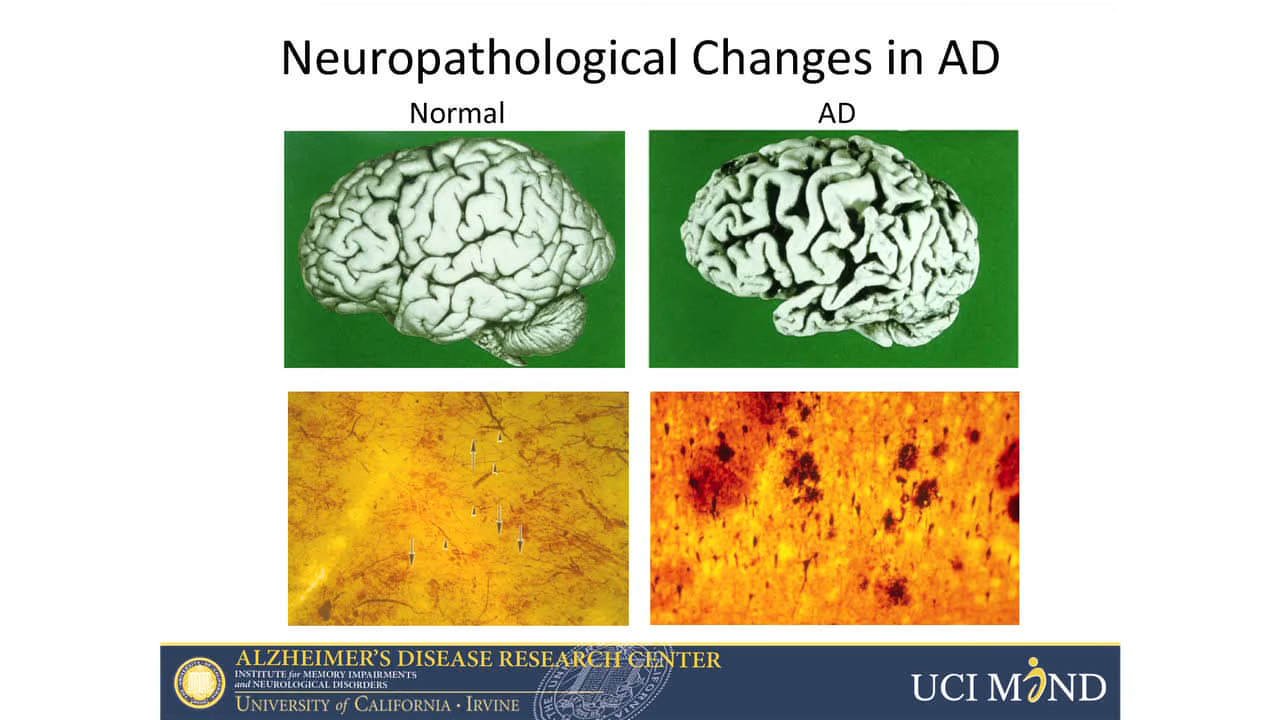 Neuropathological Changes in AD
Normal
AD
ALZHEIMER'S DISEASE RESEARCH CENTER
INSTITUTE for MEMORY IMPAIRMENTS
and NEUROLOGICAL DISORDERS
UNIVERSITY of CALIFORNIA • IRVINE
UCI MIND